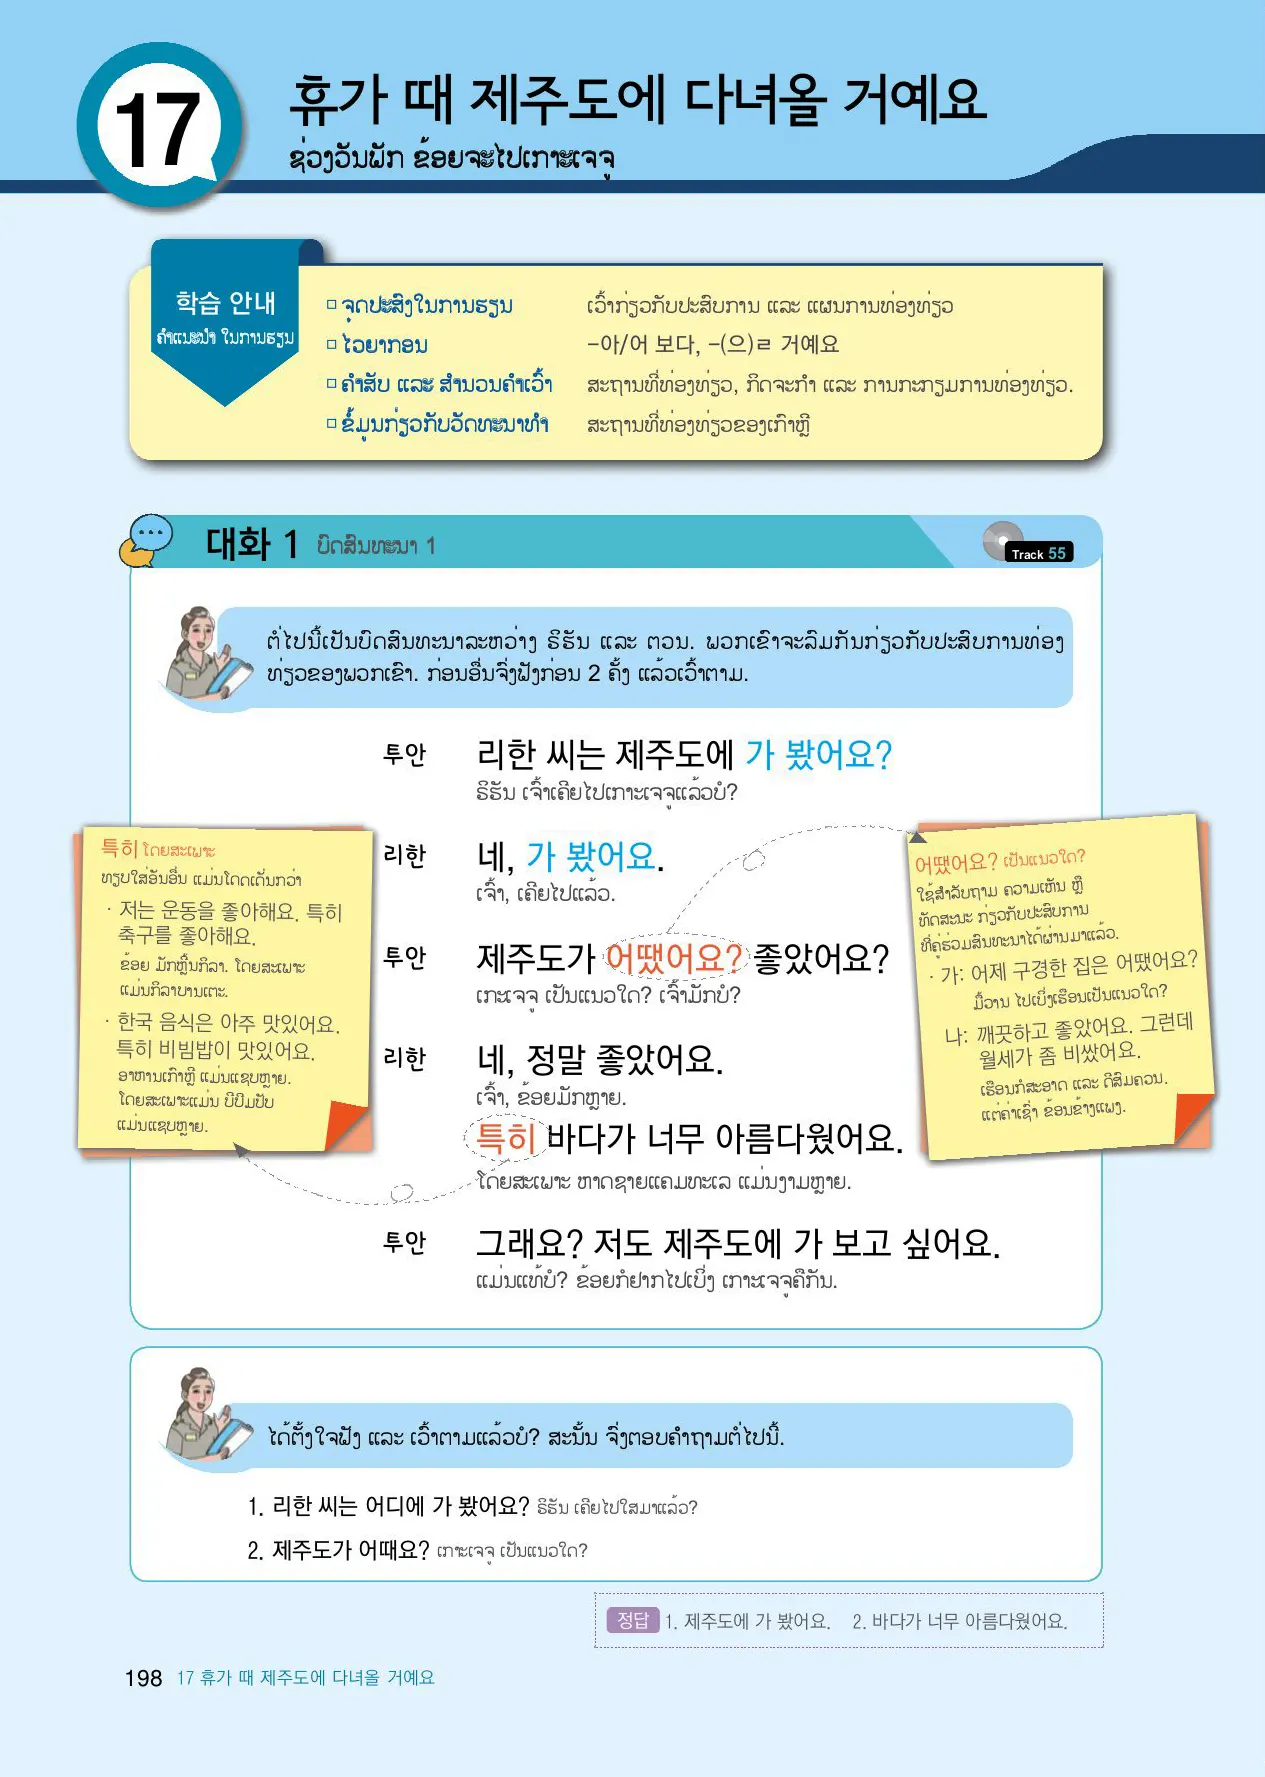 17
휴가 때 제주도에 다녀올 거예요
ຊ່ວງວັນພັກ ຂ້ອຍຈະໄປເກາະເຈຈູ
학습 안내
ຄຳແນະນຳ ໃນການຮຽນ
□ ຈຸດປະສົງໃນການຮຽນ ເວົ້າກ່ຽວກັບປະສົບການ ແລະ ແຜນການທ່ອງທ່ຽວ
□ ໄວຍາກອນ -아/어 보다, -(으)ㄹ 거예요
□ ຄຳສັບ ແລະ ສຳນວນຄຳເວົ້າ ສະຖານທີ່ທ່ອງທ່ຽວ, ກິດຈະກຳ ແລະ ການກະກຽມການທ່ອງທ່ຽວ.
□ ຂໍ້ມູນກ່ຽວກັບວັດທະນາທຳ ສະຖານທີ່ທ່ອງທ່ຽວຂອງເກົາຫຼີ
대화 1 ບົດສົນທະນາ 1
Track 55
ຕໍ່ໄປນີ້ເປັນບົດສົນທະນາລະຫວ່າງ ຣິຮັນ ແລະ ຕວນ. ພວກເຂົາຈະລົມກັນກ່ຽວກັບປະສົບການທ່ອງ
ທ່ຽວຂອງພວກເຂົາ. ກ່ອນອື່ນຈົ່ງຟັງກ່ອນ 2 ຄັ້ງ ແລ້ວເວົ້າຕາມ.
투안 리한 씨는 제주도에 가 봤어요?
ຣິຮັນ ເຈົ້າເຄີຍໄປເກາະເຈຈູແລ້ວບໍ?
리한 네, 가 봤어요.
ເຈົ້າ, ເຄີຍໄປແລ້ວ.
투안 제주도가 어땠어요? 좋았어요?
ເກະເຈຈູ ເປັນແນວໃດ? ເຈົ້າມັກບໍ?
리한 네, 정말 좋았어요.
ເຈົ້າ, ຂ້ອຍມັກຫຼາຍ.
특히 바다가 너무 아름다웠어요.
ໂດຍສະເພາະ ຫາດຊາຍແຄມທະເລ ແມ່ນງາມຫຼາຍ.
투안 그래요? 저도 제주도에 가 보고 싶어요.
ແມ່ນແທ້ບໍ? ຂ້ອຍກໍຢາກໄປເບິ່ງ ເກາະເຈຈູຄືກັນ.
특히 ໂດຍສະເພາະ
ທຽບໃສ່ອັນອື່ນ ແມ່ນໂດດເດັ່ນກວ່າ
· 저는 운동을 좋아해요. 특히
축구를 좋아해요.
ຂ້ອຍ ມັກຫຼິ້ນກິລາ. ໂດຍສະເພາະ
ແມ່ນກິລາບານເຕະ.
· 한국 음식은 아주 맛있어요.
특히 비빔밥이 맛있어요.
ອາຫານເກົາຫຼີ ແມ່ນແຊບຫຼາຍ.
ໂດຍສະເພາະແມ່ນ ບີບິມປັບ
ແມ່ນແຊບຫຼາຍ.
어땠어요? ເປັນແນວໃດ?
ໃຊ້ສຳລັບຖາມ ຄວາມເຫັນ ຫຼື
ທັດສະນະ ກ່ຽວກັບປະສົບການ
ທີ່ຄູ່ຮ່ວມສົນທະນາໄດ້ຜ່ານມາແລ້ວ.
· 가: 어제 구경한 집은 어땠어요?
ມື້ວານ ໄປເບິ່ງເຮືອນເປັນແນວໃດ?
나: 깨끗하고 좋았어요. 그런데
월세가 좀 비쌌어요.
ເຮືອນກໍສະອາດ ແລະ ດີສົມຄວນ.
ແຕ່ຄ່າເຊົ່າ ຂ້ອນຂ້າງແພງ.
ໄດ້ຕັ້ງໃຈຟັງ ແລະ ເວົ້າຕາມແລ້ວບໍ? ສະນັ້ນ ຈົ່ງຕອບຄຳຖາມຕໍ່ໄປນີ້.
1. 리한 씨는 어디에 가 봤어요? ຣິຮັນ ເຄີຍໄປໃສມາແລ້ວ?
2. 제주도가 어때요? ເກາະເຈຈູ ເປັນແນວໃດ?
정답 1. 제주도에 가 봤어요. 2. 바다가 너무 아름다웠어요.
198 17 휴가 때 제주도에 다녀올 거예요